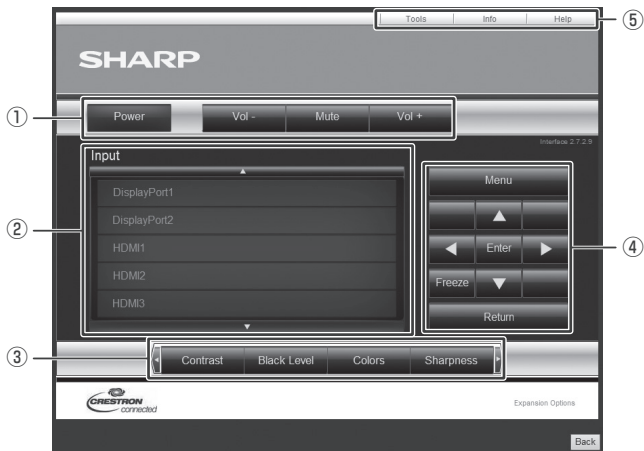 Tools Info Help ⑤
SHARP
① Power Vol - Mute Vol +
Interface 2.7.2.9
Input
Menu
DisplayPort1
DisplayPort2
② HDMI1 Enter ④
HDMI2
Freeze
HDMI3
Return
③ Contrast Black Level Colors Sharpness
CRESTRON
connected
Expansion Options
Back